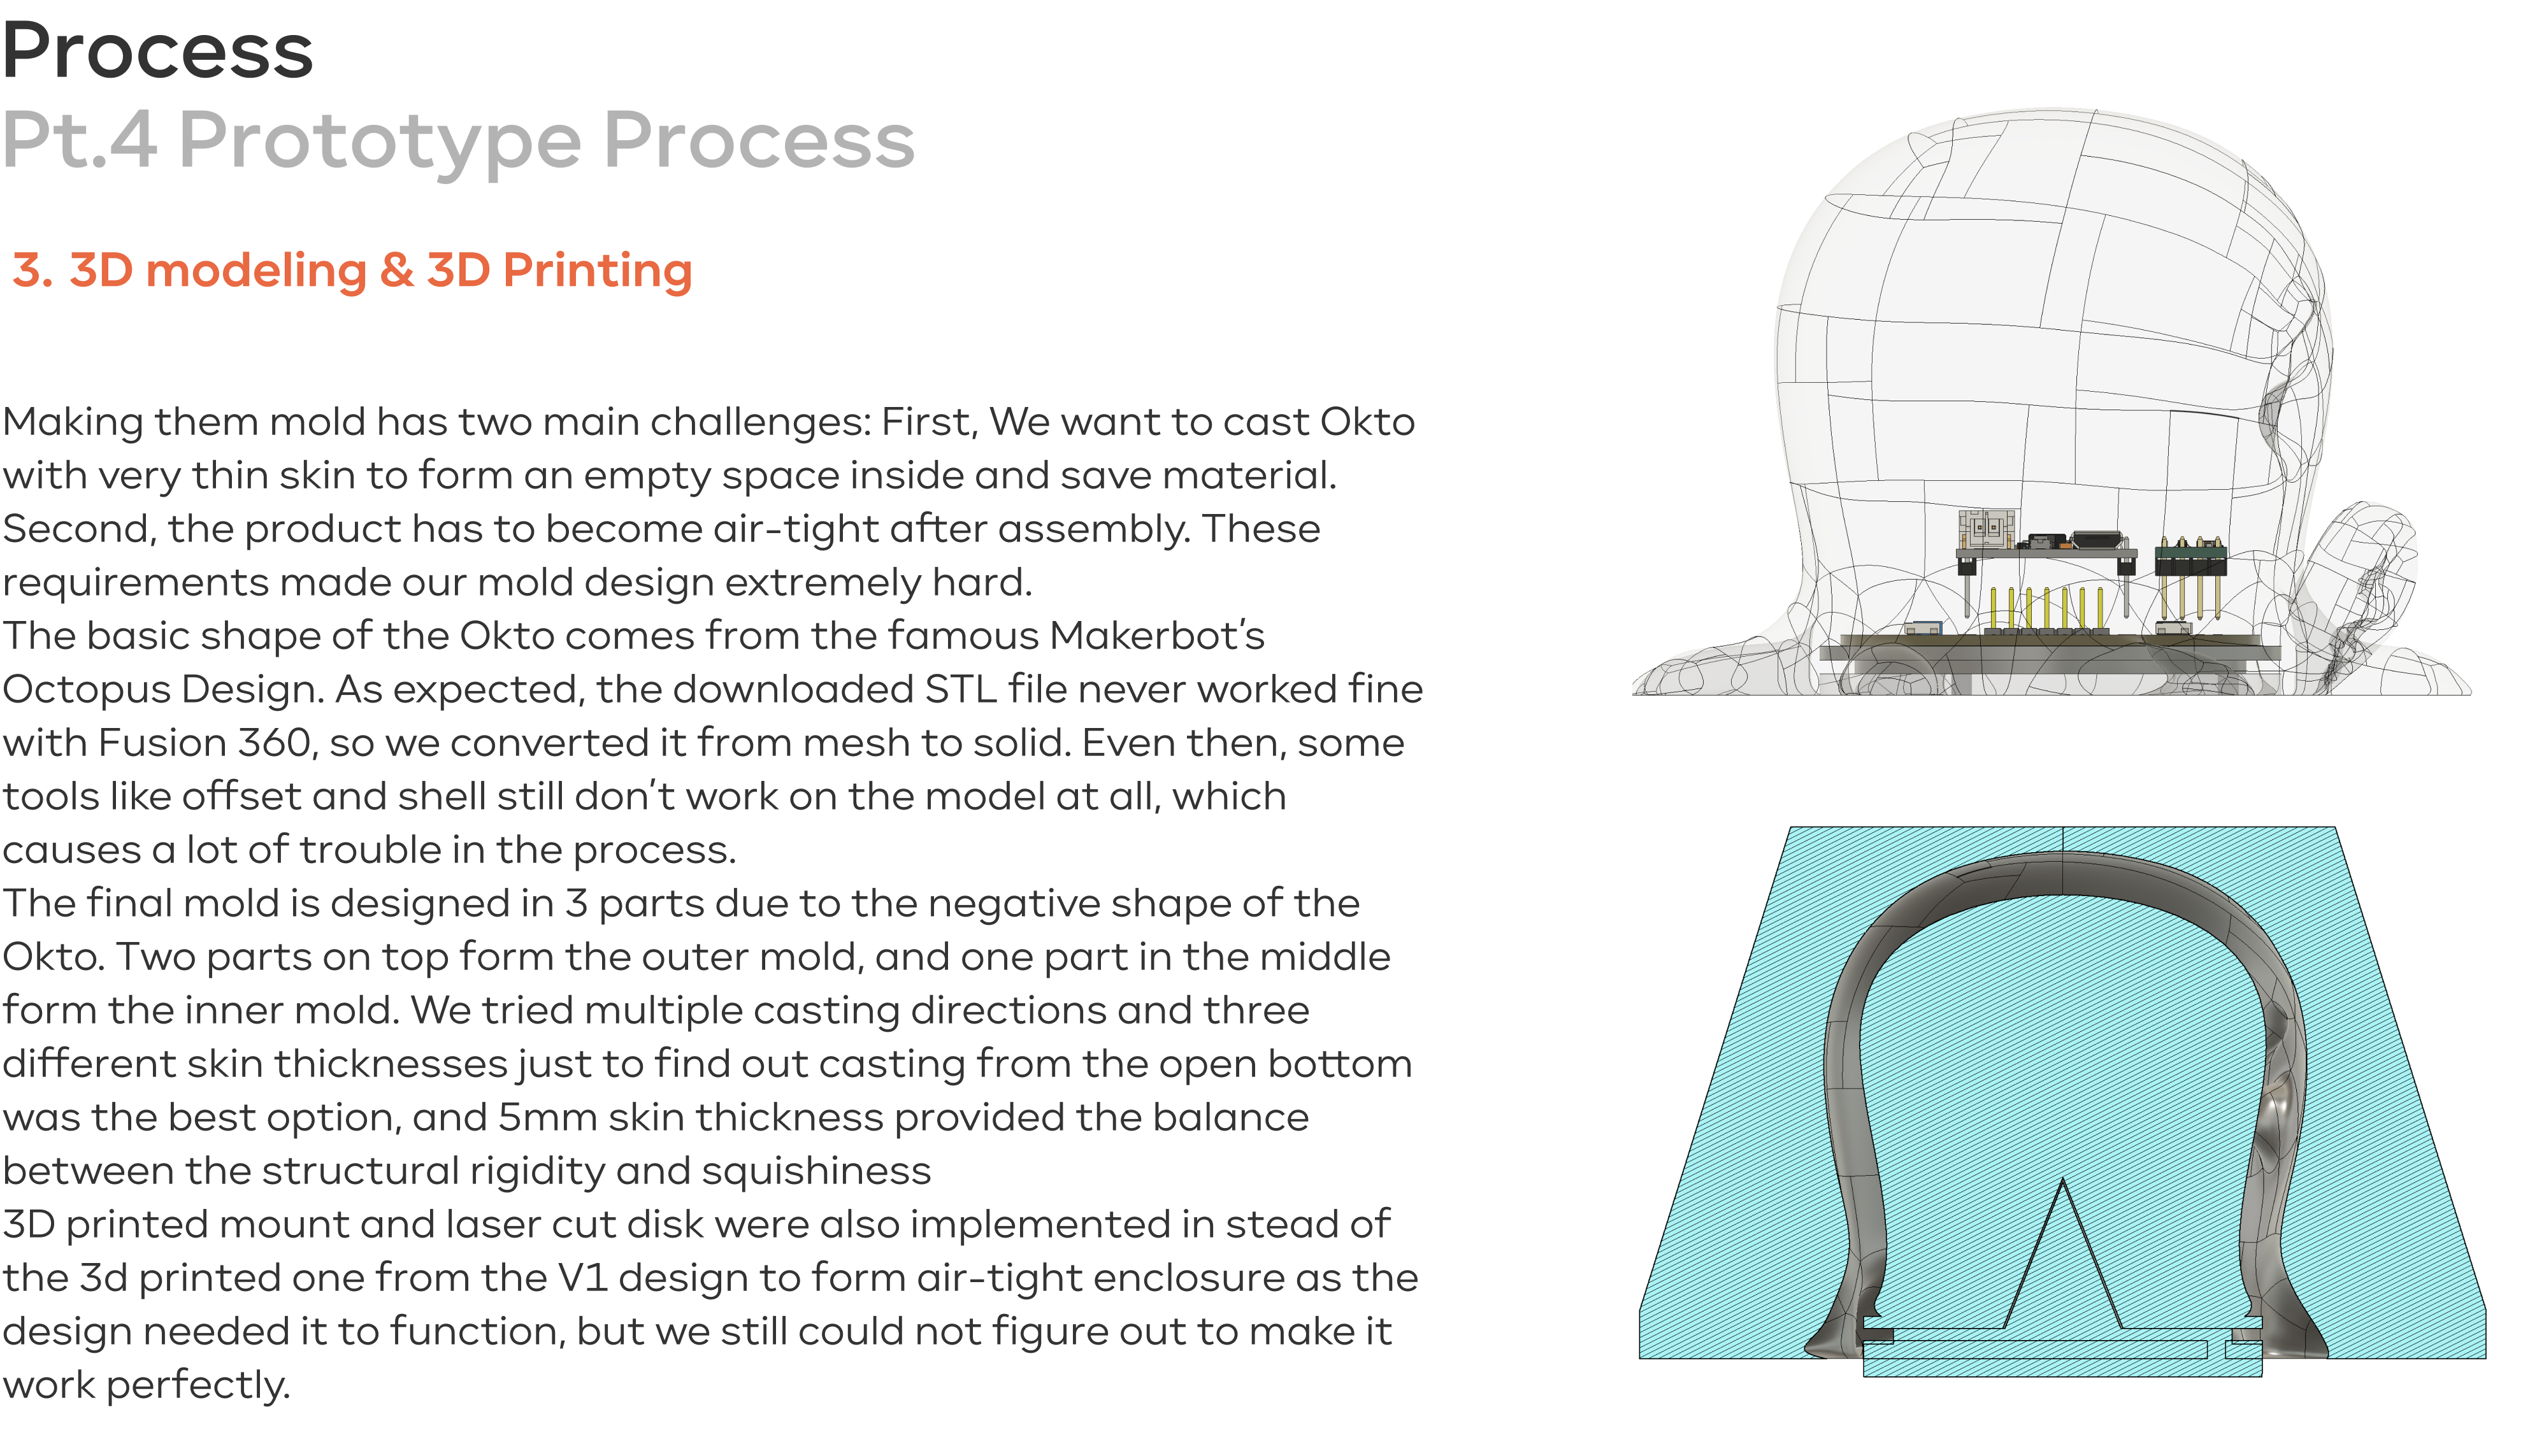 Process
Pt.4 Prototype Process
3. 3D modeling & 3D Printing
Making them mold has two main challenges: First, We want to cast Okto
with very thin skin to form an empty space inside and save material.
Second, the product has to become air-tight after assembly. These
requirements made our mold design extremely hard.
The basic shape of the Okto comes from the famous Makerbot’s
Octopus Design. As expected, the downloaded STL file never worked fine
with Fusion 360, so we converted it from mesh to solid. Even then, some
tools like offset and shell still don’t work on the model at all, which
causes a lot of trouble in the process.
The final mold is designed in 3 parts due to the negative shape of the
Okto. Two parts on top form the outer mold, and one part in the middle
form the inner mold. We tried multiple casting directions and three
different skin thicknesses just to find out casting from the open bottom
was the best option, and 5mm skin thickness provided the balance
between the structural rigidity and squishiness
3D printed mount and laser cut disk were also implemented in stead of
the 3d printed one from the V1 design to form air-tight enclosure as the
design needed it to function, but we still could not figure out to make it
work perfectly.